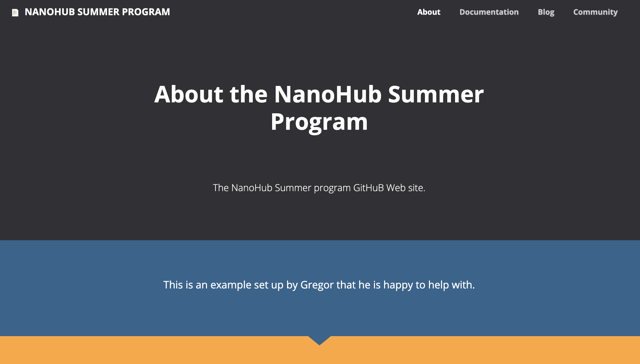 NANOHUB SUMMER PROGRAM
About
Documentation
Blog
Community
About the NanoHub Summer
Program
The NanoHub Summer program GitHuB Web site.
This is an example set up by Gregor that he is happy to help with.